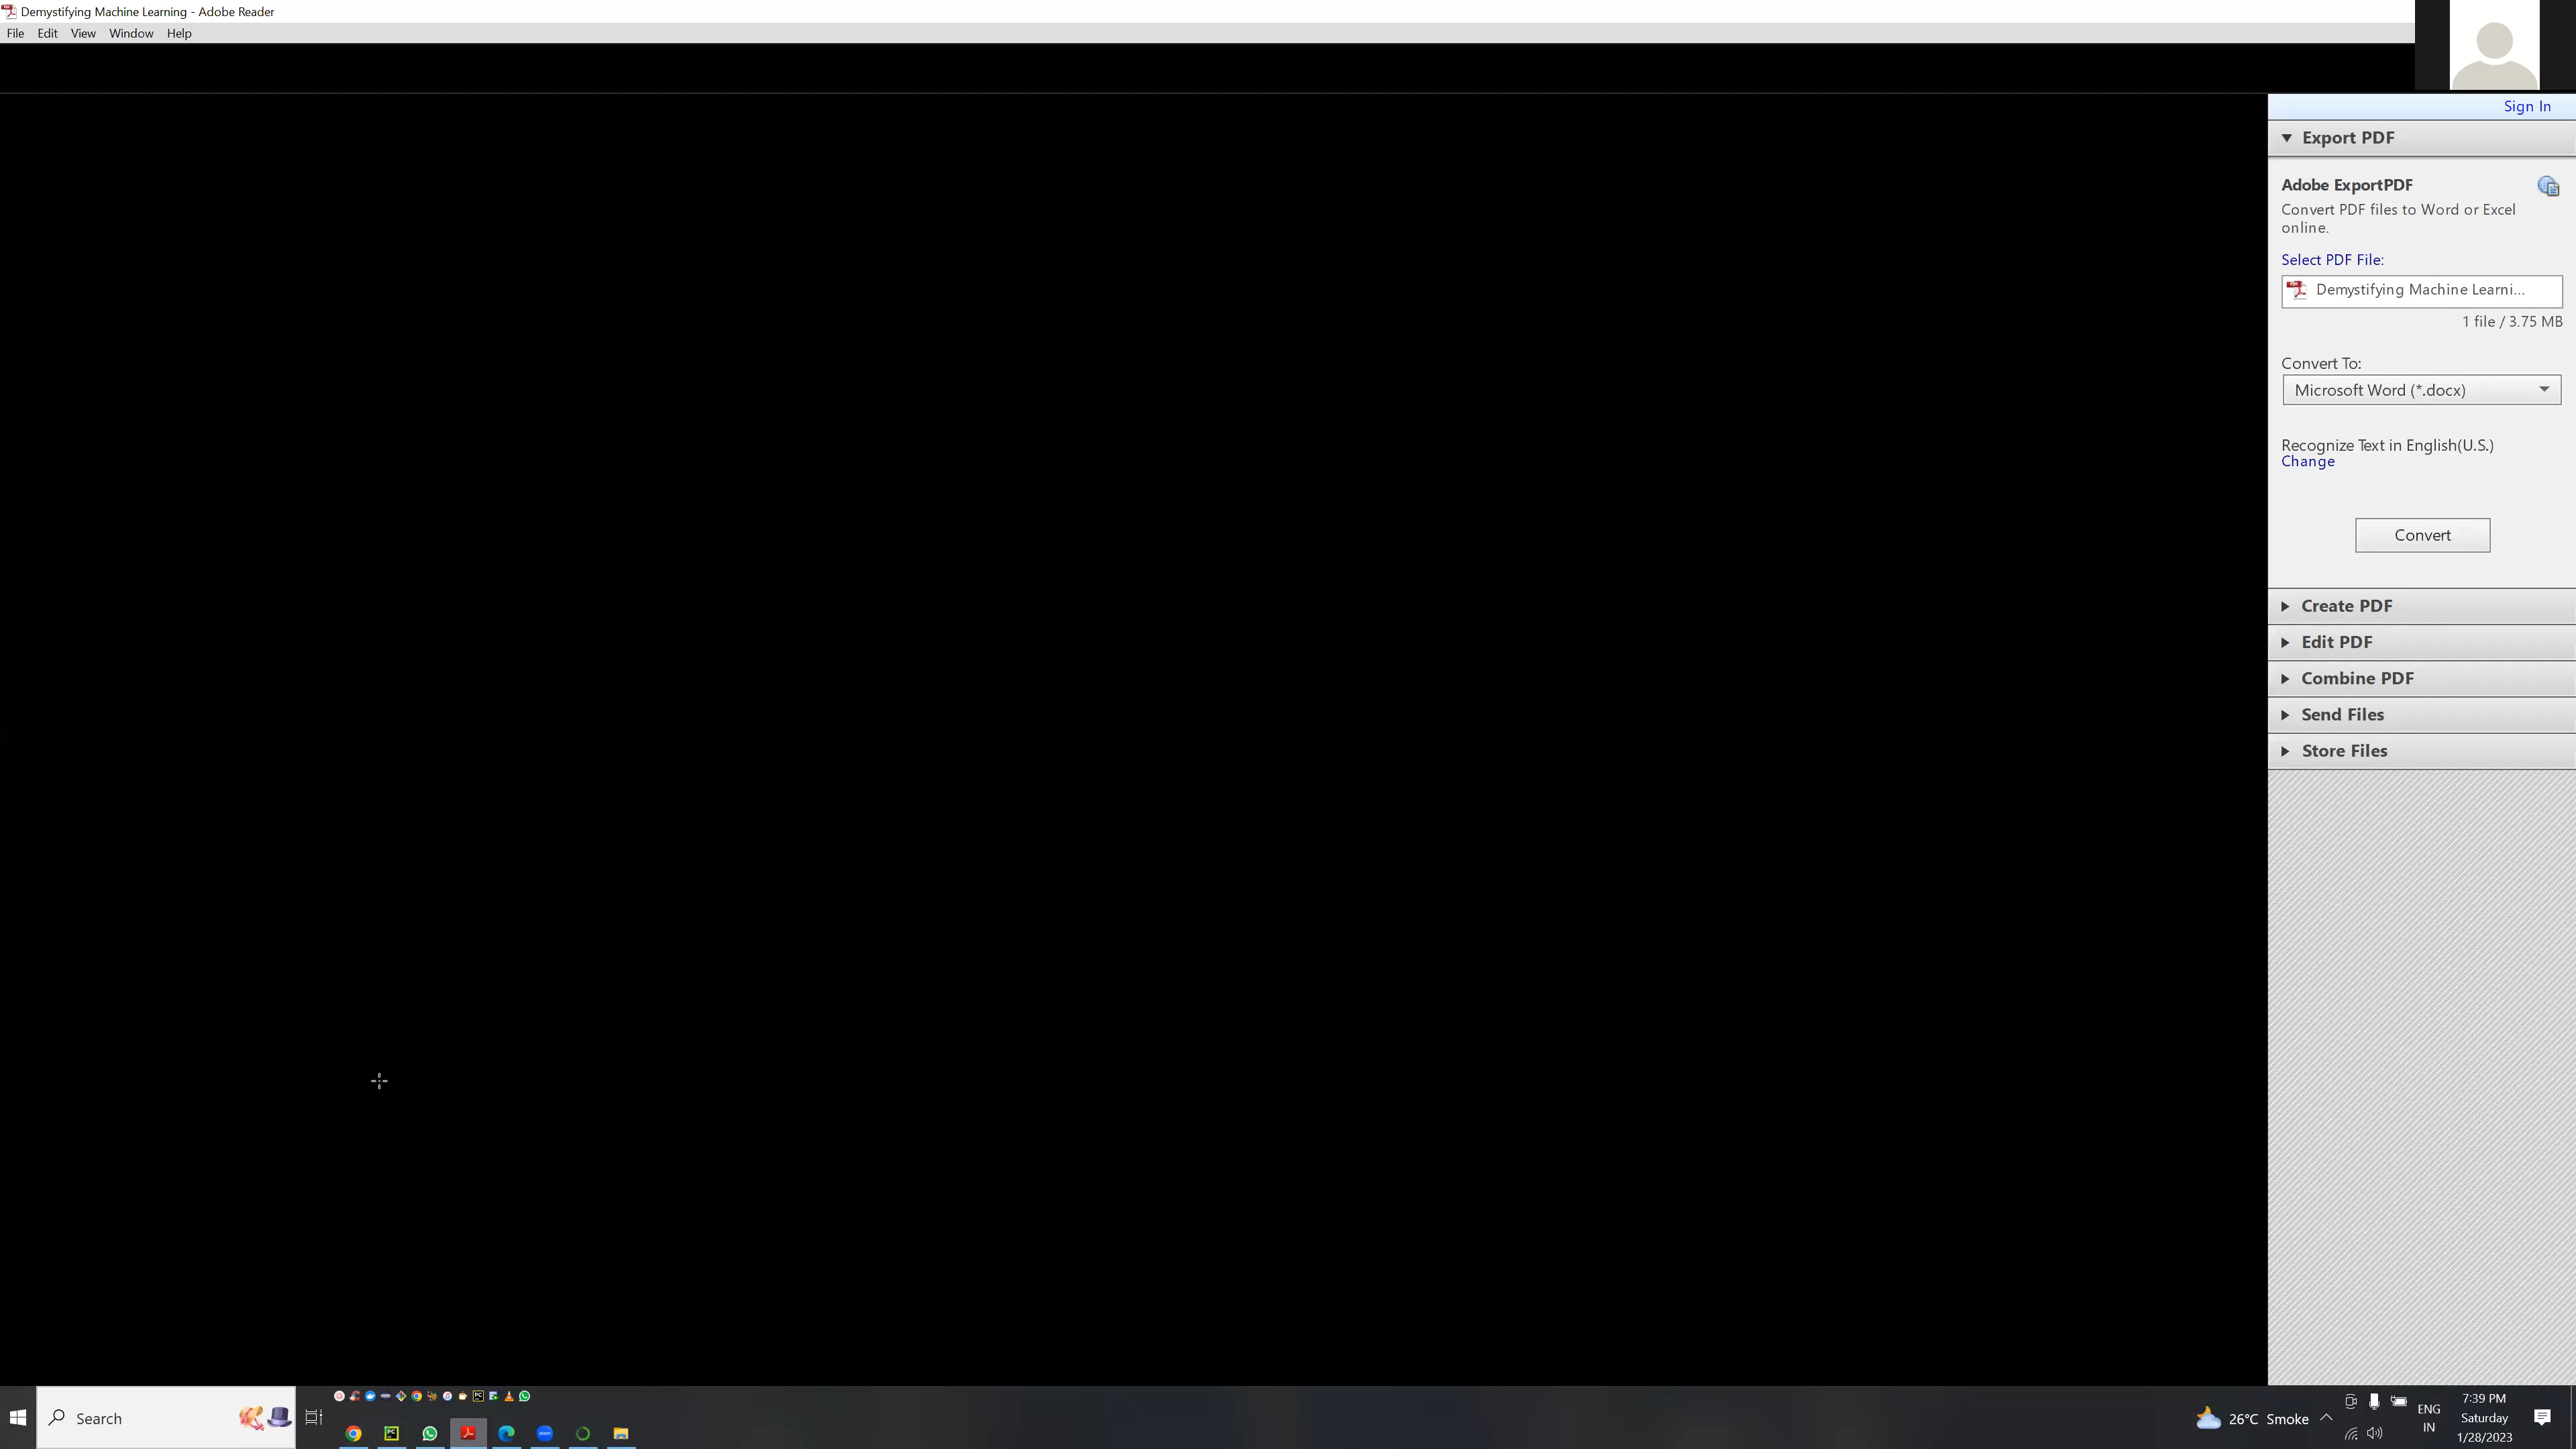 Demystifying Machine Learning - Adobe Reader
File Edit View Window Help
Sign In
Export PDF
Adobe ExportPDF
Convert PDF files to Word or Excel
online.
Select PDF File:
Demystifying Machine Learni...
1 file / 3.75 MB
Convert To:
Microsoft Word (*.docx)
Recognize Text in English(U.S.)
Change
Convert
Create PDF
Edit PDF
Combine PDF
Send Files
Store Files
Search
26°C Smoke
ENG
IN
7:39 PM
Saturday
1/28/2023